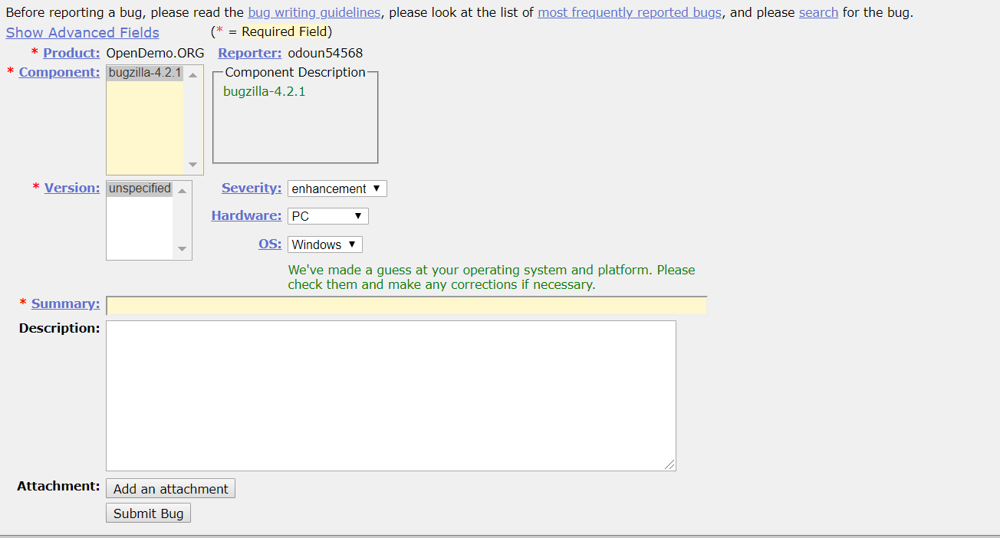 Before reporting a bug, please read the bug writing guidelines, please look at the list of most frequently reported bugs, and please search for the bug.
Show Advanced Fields (* = Required Field)
* Product: OpenDemo.ORG Reporter: odoun54568
* Component: bugzilla-4.2.1 Component Description
bugzilla-4.2.1
* Version: unspecified Severity: enhancement
Hardware: PC
OS: Windows
We've made a guess at your operating system and platform. Please
check them and make any corrections if necessary.
* Summary:
Description:
Attachment: Add an attachment
Submit Bug